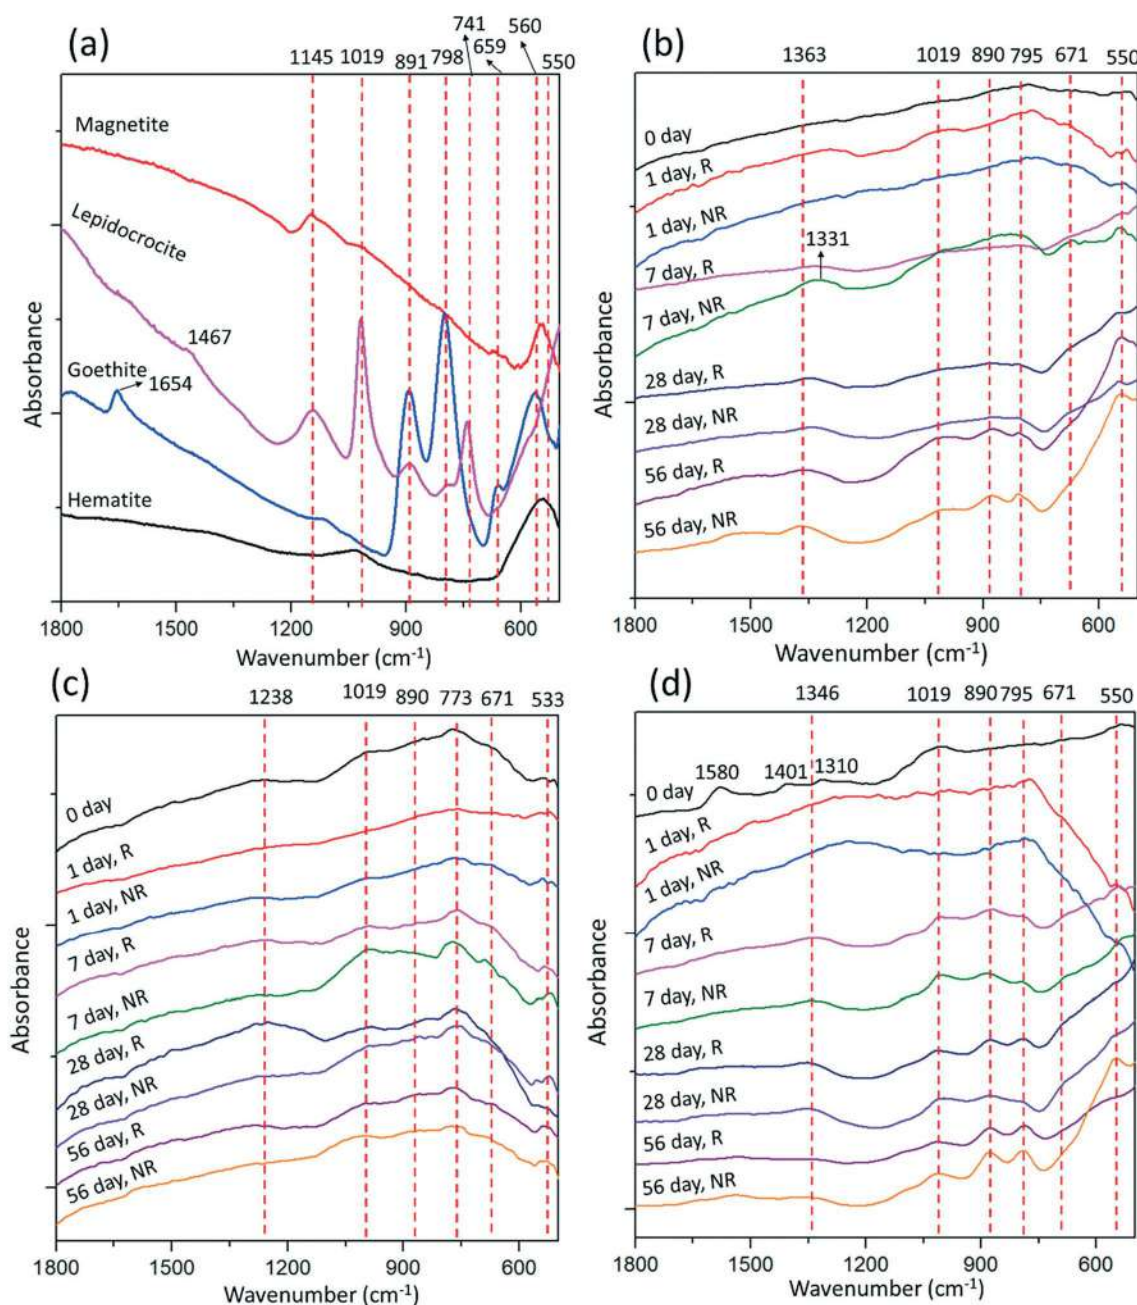 (a)
1145 1019 891 798 741 659 560 550
Magnetite
Lepidocrocite
1467
Goethite
1654
Hematite
Absorbance
1800 1500 1200 900 600
Wavenumber (cm⁻¹)
(b)
1363 1019 890 795 671 550
0 day
1 day, R
1 day, NR
7 day, R
1331
7 day, NR
28 day, R
28 day, NR
56 day, R
56 day, NR
Absorbance
1800 1500 1200 900 600
Wavenumber (cm⁻¹)
(c)
1238 1019 890 773 671 533
0 day
1 day, R
1 day, NR
7 day, R
7 day, NR
28 day, R
28 day, NR
56 day, R
56 day, NR
Absorbance
1800 1500 1200 900 600
Wavenumber (cm⁻¹)
(d)
1346 1019 890 795 671 550
1580 1401 1310
0 day
1 day, R
1 day, NR
7 day, R
7 day, NR
28 day, R
28 day, NR
56 day, R
56 day, NR
Absorbance
1800 1500 1200 900 600
Wavenumber (cm⁻¹)